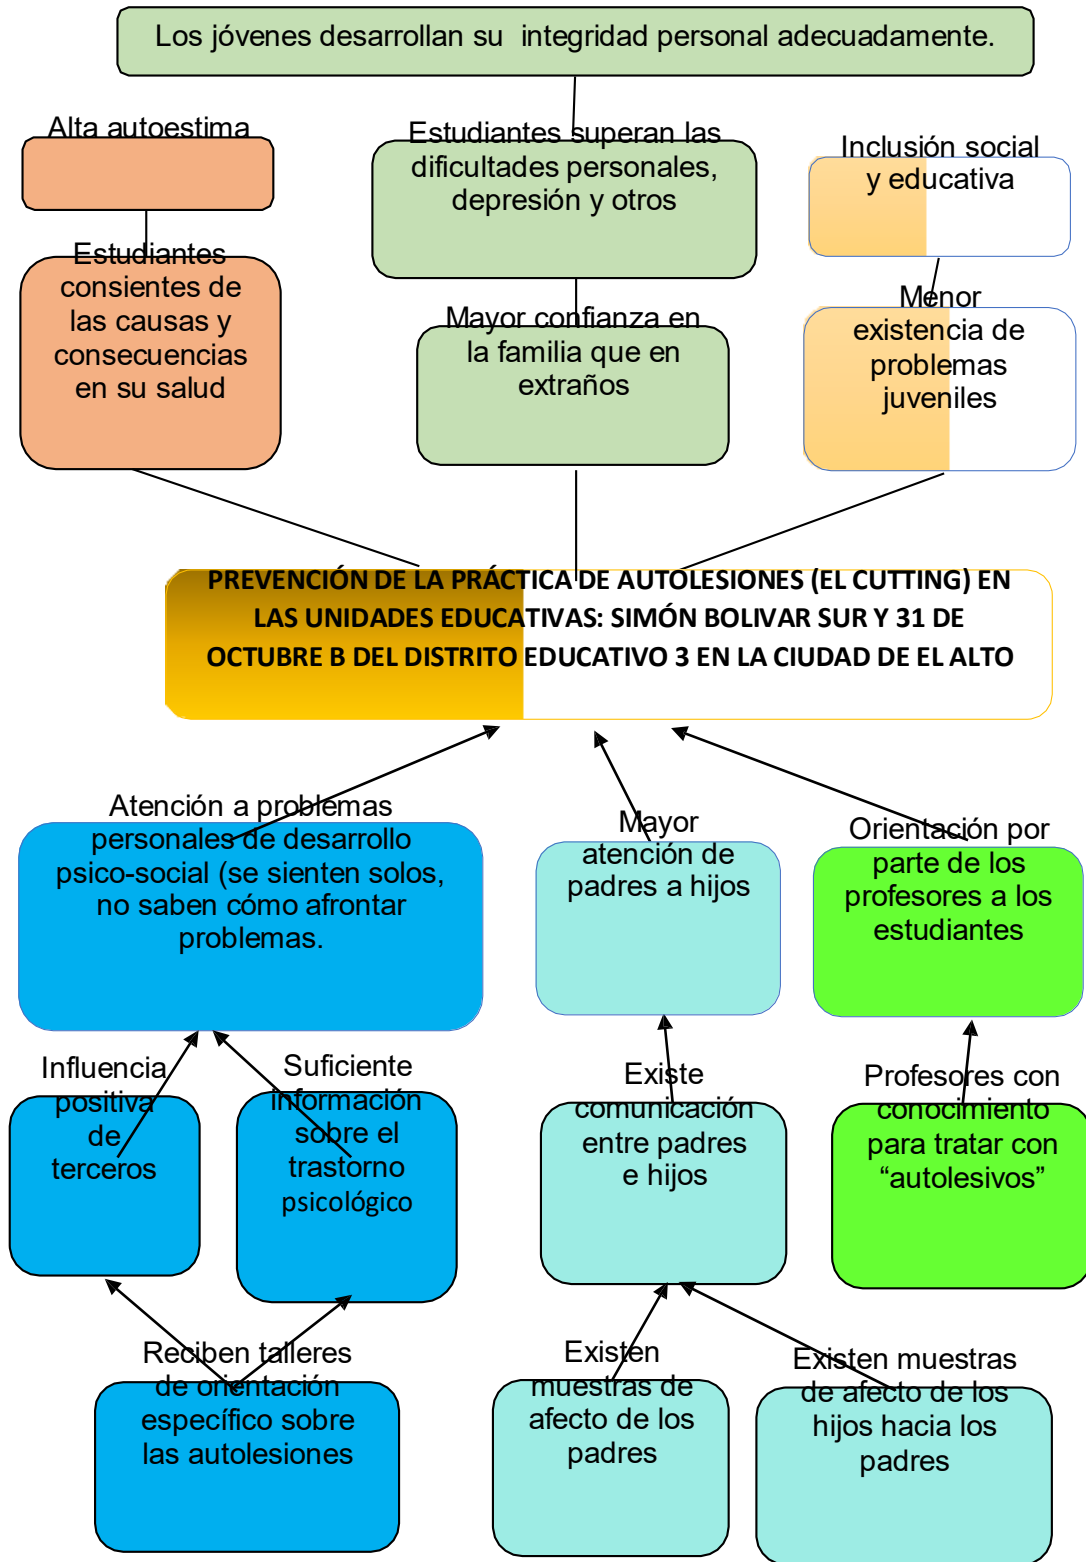 Los jóvenes desarrollan su  integridad personal adecuadamente.
Alta autoestima
Estudiantes superan las
dificultades personales,
depresión y otros
Inclusión social
y educativa
Estudiantes
consientes de
las causas y
consecuencias
en su salud
Mayor confianza en
la familia que en
extraños
Menor
existencia de
problemas
juveniles
PREVENCIÓN DE LA PRÁCTICA DE AUTOLESIONES (EL CUTTING) EN
LAS UNIDADES EDUCATIVAS: SIMÓN BOLIVAR SUR Y 31 DE
OCTUBRE B DEL DISTRITO EDUCATIVO 3 EN LA CIUDAD DE EL ALTO
Atención a problemas
personales de desarrollo
psico-social (se sienten solos,
no saben cómo afrontar
problemas.
Mayor
atención de
padres a hijos
Orientación por
parte de los
profesores a los
estudiantes
Influencia
positiva
de
terceros
Suficiente
información
sobre el
trastorno
psicológico
Existe
comunicación
entre padres
e hijos
Profesores con
conocimiento
para tratar con
“autolesivos”
Reciben talleres
de orientación
específico sobre
las autolesiones
Existen
muestras de
afecto de los
padres
Existen muestras
de afecto de los
hijos hacia los
padres